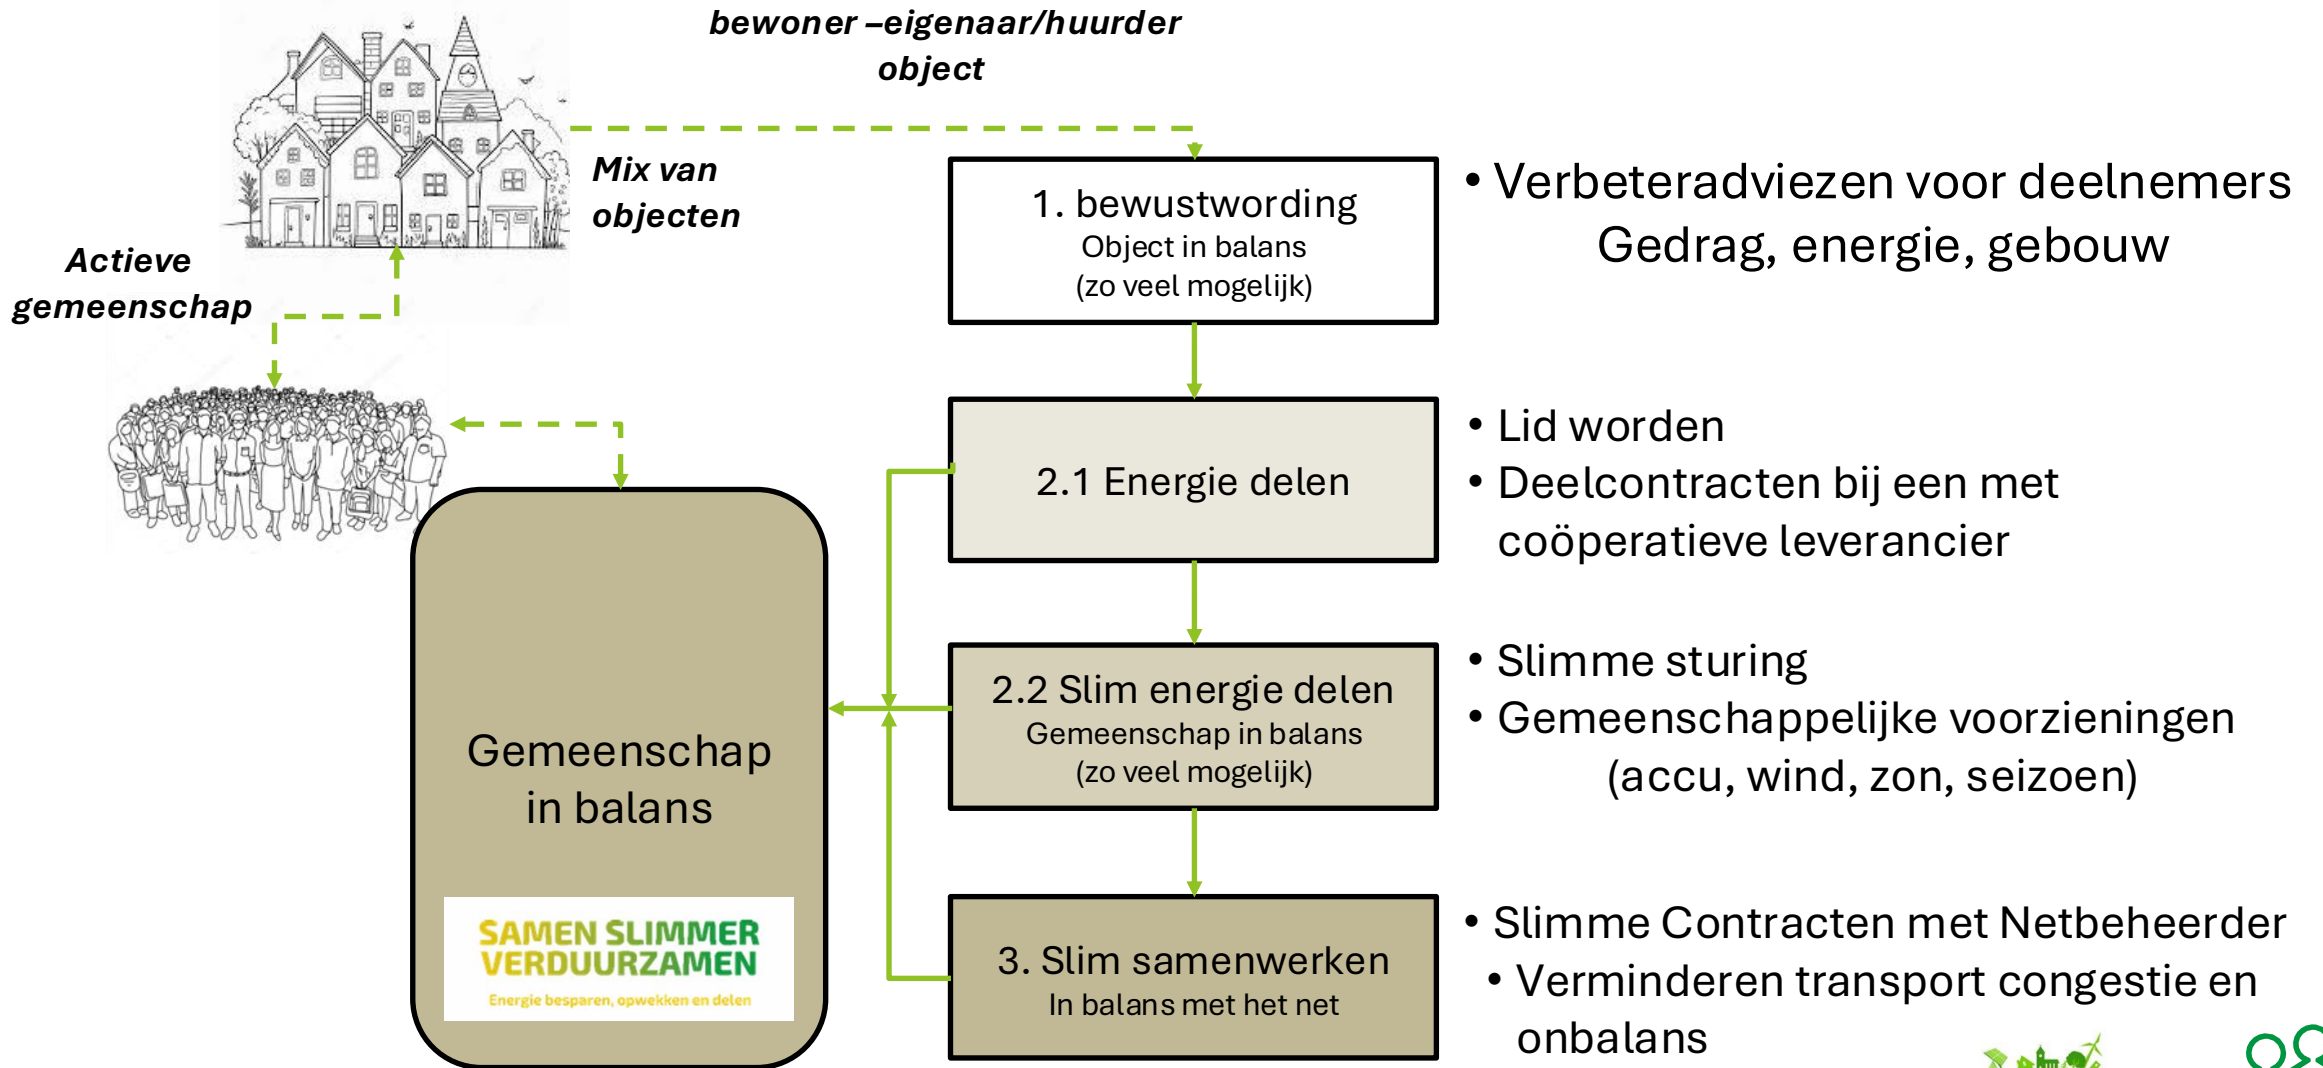 bewoner –eigenaar/huurder
object
Mix van
objecten
Actieve
gemeenschap
1. bewustwording
Object in balans
(zo veel mogelijk)
• Verbeteradviezen voor deelnemers
Gedrag, energie, gebouw
2.1 Energie delen
• Lid worden
• Deelcontracten bij een met
coöperatieve leverancier
2.2 Slim energie delen
Gemeenschap in balans
(zo veel mogelijk)
• Slimme sturing
• Gemeenschappelijke voorzieningen
(accu, wind, zon, seizoen)
Gemeenschap
in balans
SAMEN SLIMMER
VERDUURZAMEN
Energie besparen, opwekken en delen
3. Slim samenwerken
In balans met het net
• Slimme Contracten met Netbeheerder
• Verminderen transport congestie en
onbalans